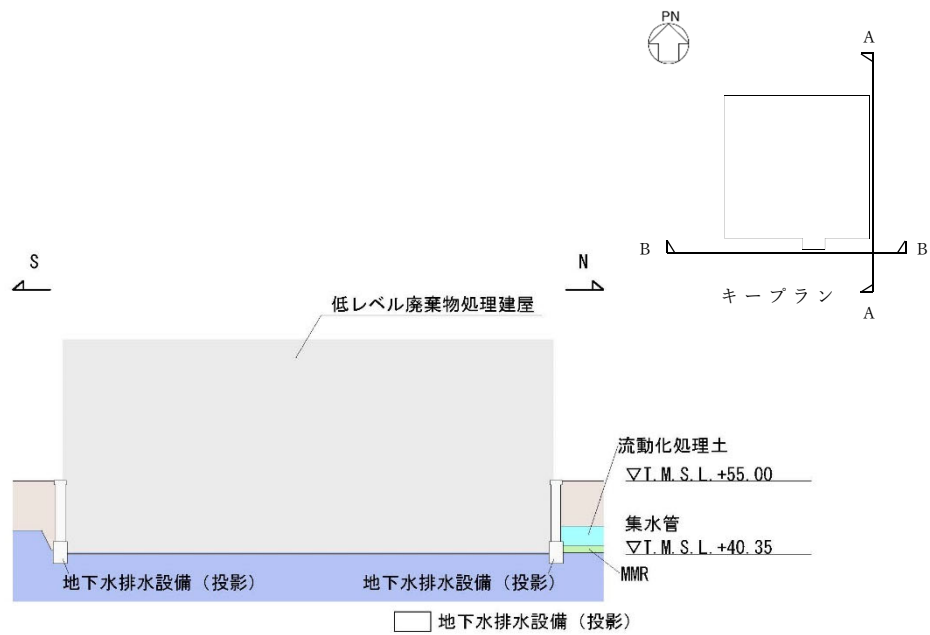 PN
A
B
B
キープラン
A
S
N
低レベル廃棄物処理建屋
流動化処理土
▽T.M.S.L.+55.00
集水管
▽T.M.S.L.+40.35
MMR
地下水排水設備（投影）
地下水排水設備（投影）
地下水排水設備（投影）